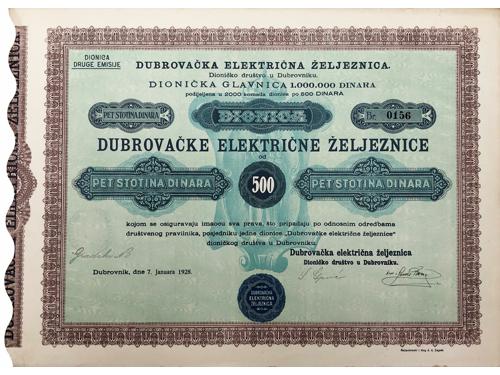 DIONICA
DRUGE EMISIJE
DUBROVAČKA ELEKTRIČNA ŽELJEZNICA.
Dioničko društvo u Dubrovniku.
DIONIČKA GLAVNICA 1.000.000 DINARA
podijeljena u 2000 komada dionice po 500 DINARA
PET STOTINA DINARA
DIONICA
Br. 0156
DUBROVAČKE ELEKTRIČNE ŽELJEZNICE
od
PET STOTINA DINARA
500
PET STOTINA DINARA
kojom se osiguravaju imaocu sva prava, što pripadaju po odnosnim odredbama
društvenog pravilnika, posjedniku jedne dionice „Dubrovačke električne željeznice"
dioničkog društva u Dubrovniku.
Dubrovačka električna željeznica
Dioničko društvo u Dubrovniku.
Dubrovnik, dne 7. januara 1928.
DUBROVAČKA
ELEKTRIČNA
ŽELJEZNICA